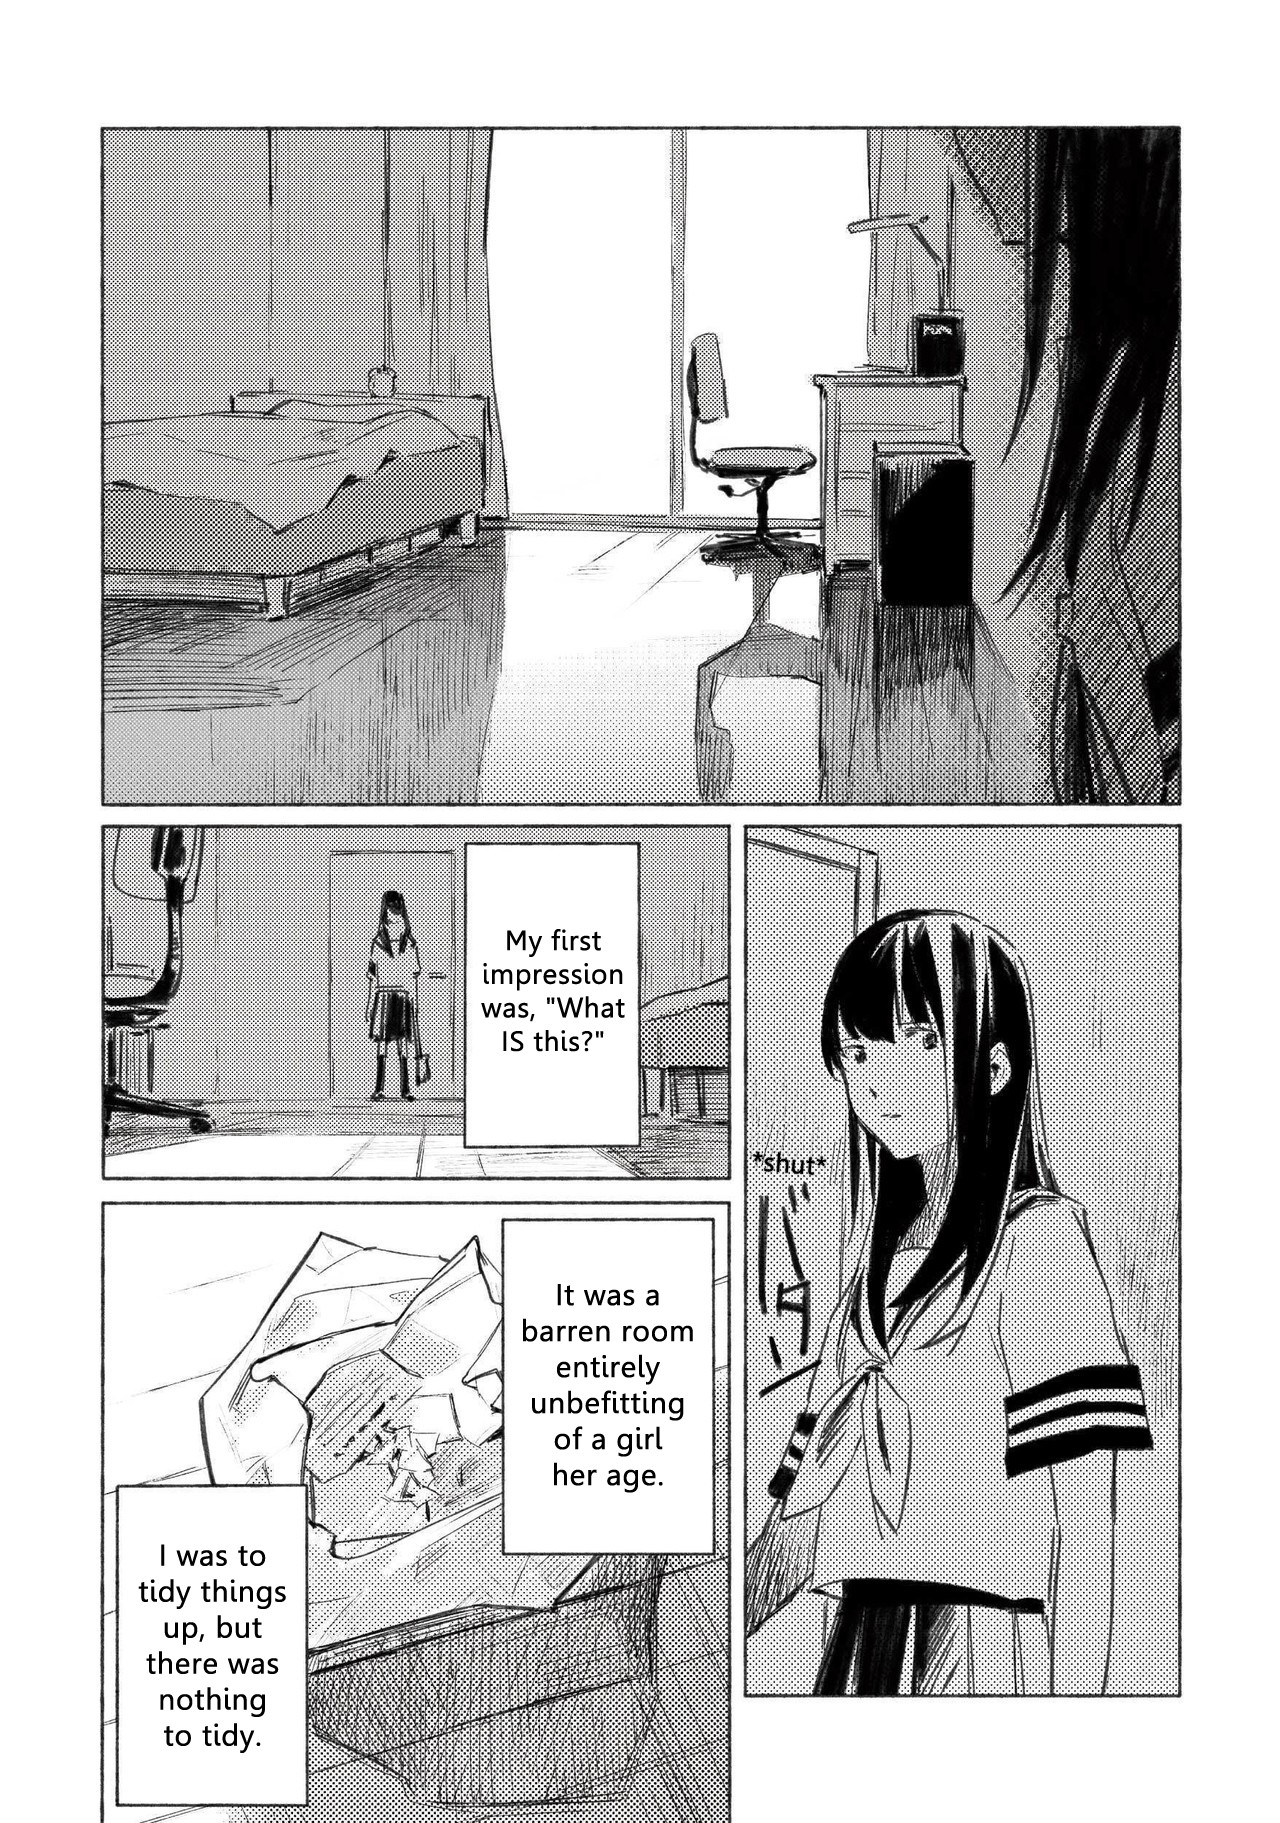 *shut*
バタン
My first
impression
was, "What
IS this?"
It was a
barren room
entirely
unbefitting
of a girl
her age.
I was to
tidy things
up, but
there was
nothing
to tidy.